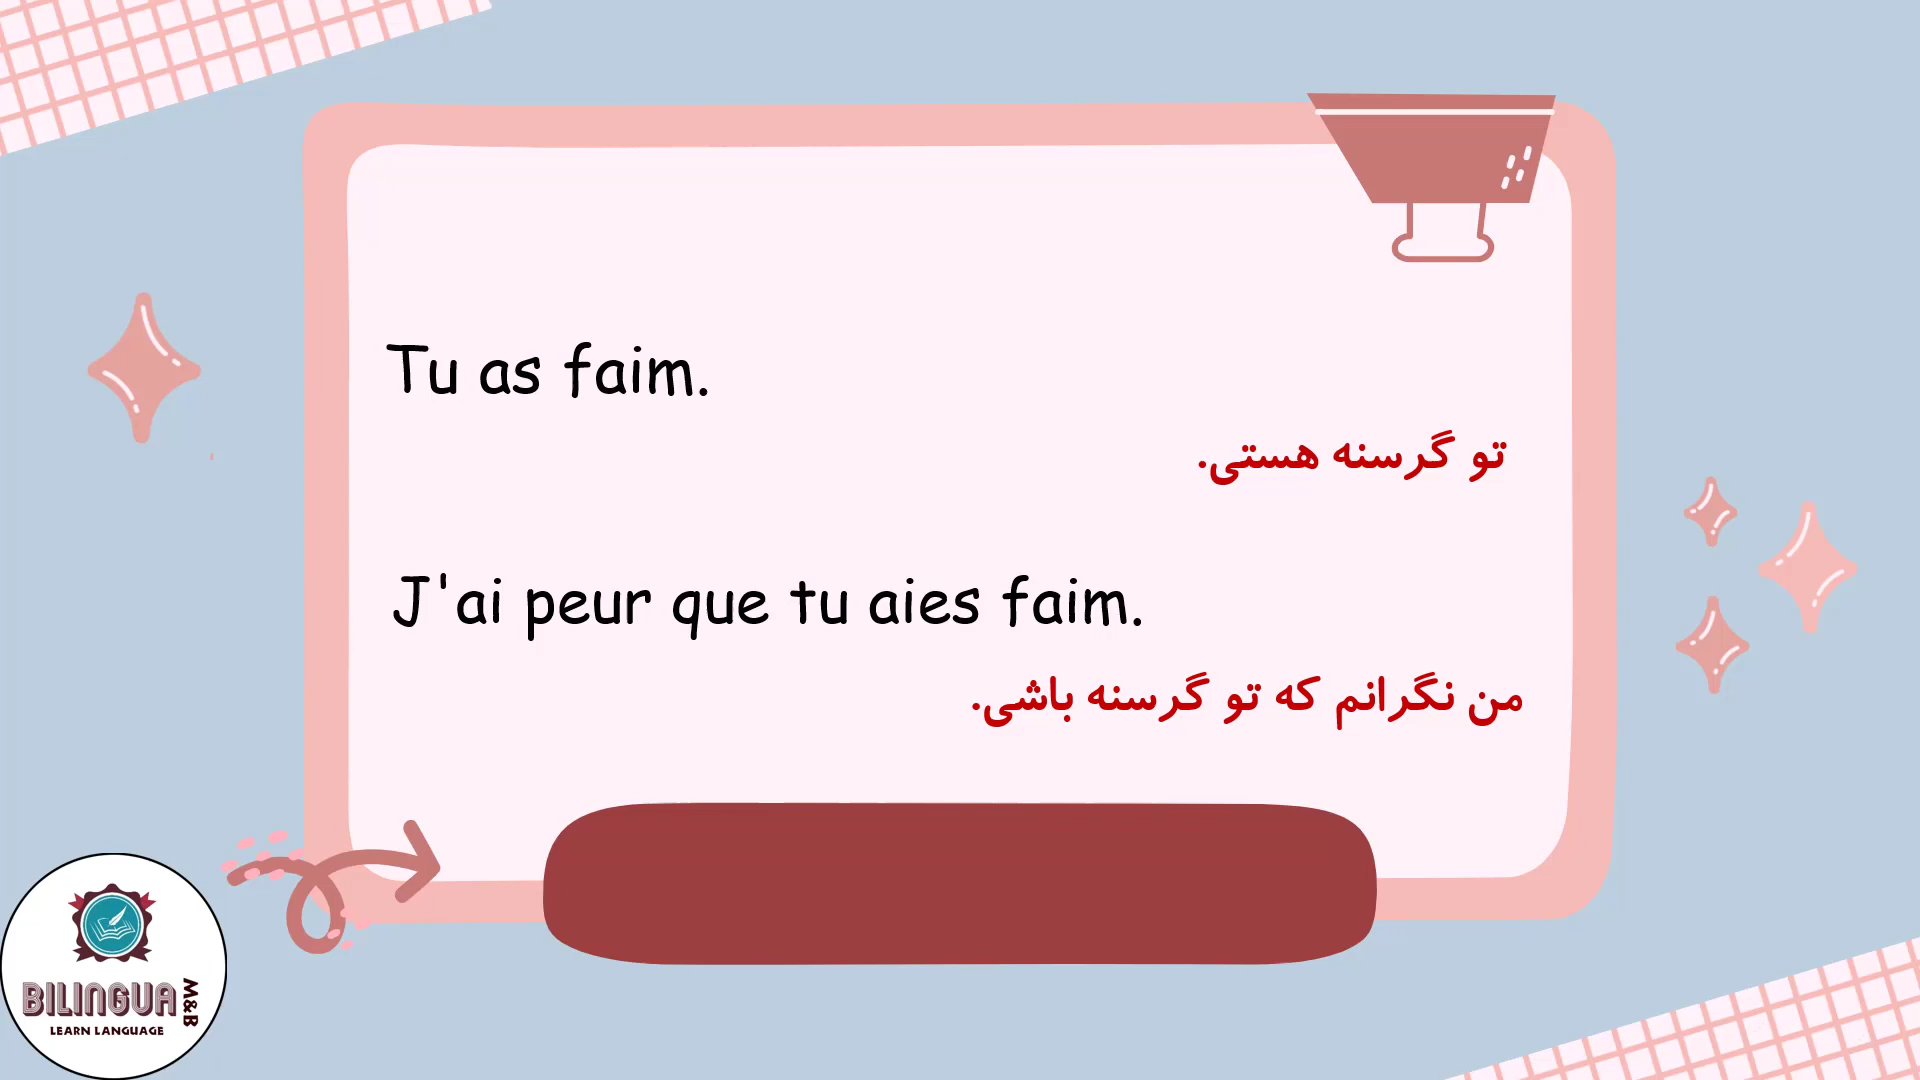 Tu as faim.
تو گرسنه هستی.
J'ai peur que tu aies faim.
من نگرانم که تو گرسنه باشی.
BILINGUA M&B
LEARN LANGUAGE